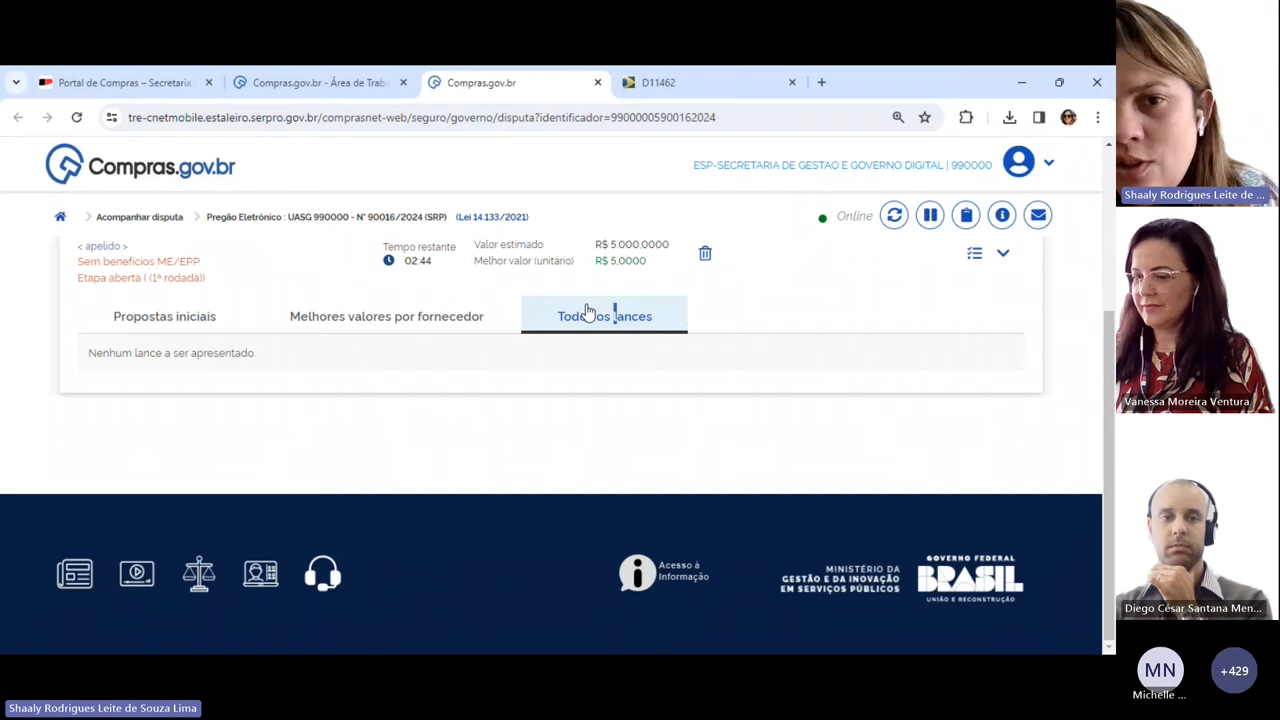 Portal de Compras – Secretaria
Compras.gov.br - Área de Trab
Compras.gov.br
D11462
tre-cnetmobile.estaleiro.serpro.gov.br/comprasnet-web/seguro/governo/disputa?identificador=99000005900162024
Compras.gov.br
ESP-SECRETARIA DE GESTAO E GOVERNO DIGITAL | 990000
Acompanhar disputa
Pregão Eletrônico : UASG 990000 - N° 90016/2024 (SRP) (Lei 14.133/2021)
Online
< apelido >
Sem benefícios ME/EPP
Etapa aberta ( (1ª rodada))
Tempo restante
02:44
Valor estimado R$ 5.000,0000
Melhor valor (unitário) R$ 5,0000
Propostas iniciais
Melhores valores por fornecedor
Todos os lances
Nenhum lance a ser apresentado.
Acesso à
Informação
MINISTÉRIO DA
GESTÃO E DA INOVAÇÃO
EM SERVIÇOS PÚBLICOS
GOVERNO FEDERAL
BRASIL
UNIÃO E RECONSTRUÇÃO
Shaaly Rodrigues Leite de ...
Vanessa Moreira Ventura
Diego César Santana Men...
MN
Michelle ...
+429
Shaaly Rodrigues Leite de Souza Lima